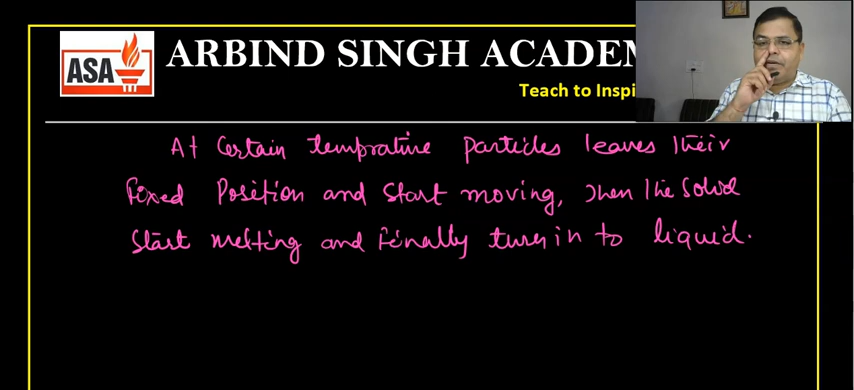 ASA
ARBIND SINGH ACADEM
Teach to Inspi
At Certain temprature particles leaves their
fixed Position and start moving, then the solid
start melting and finally turn in to liquid.